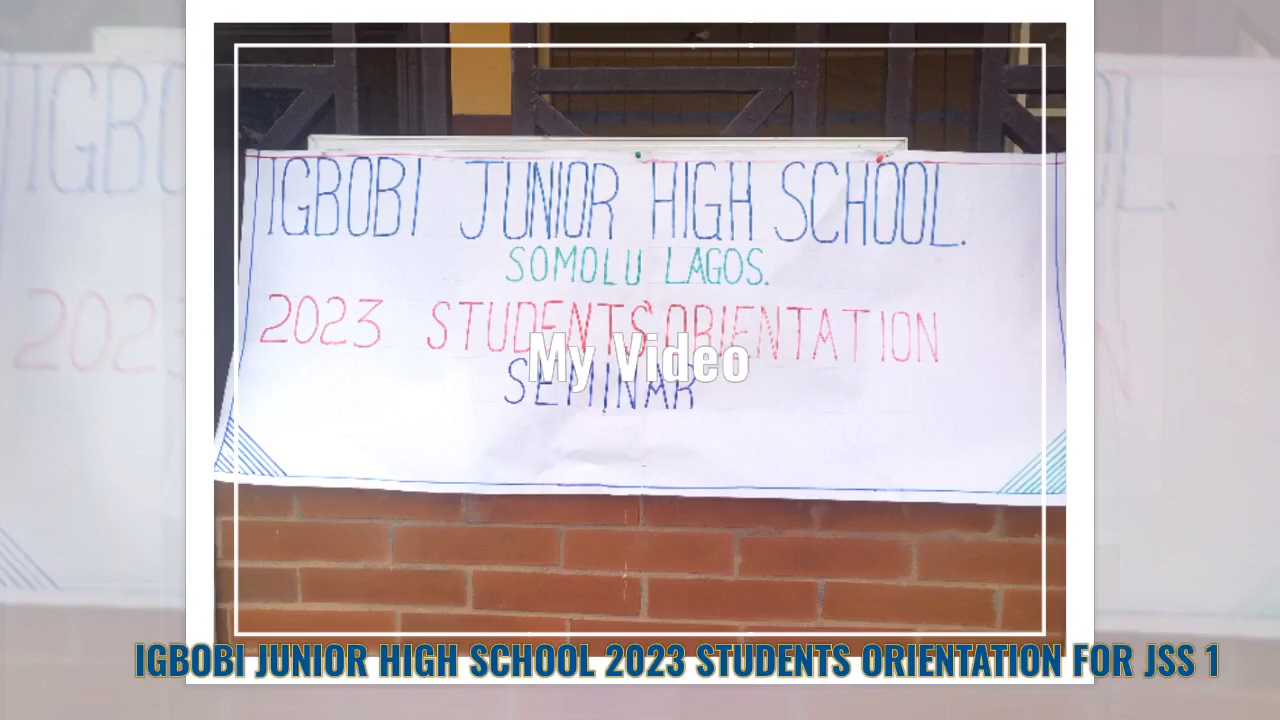 IGBOBI JUNIOR HIGH SCHOOL.
SOMOLU LAGOS.
2023 STUDENTS ORIENTATION
My Video
SEMINAR
IGBOBI JUNIOR HIGH SCHOOL 2023 STUDENTS ORIENTATION FOR JSS 1